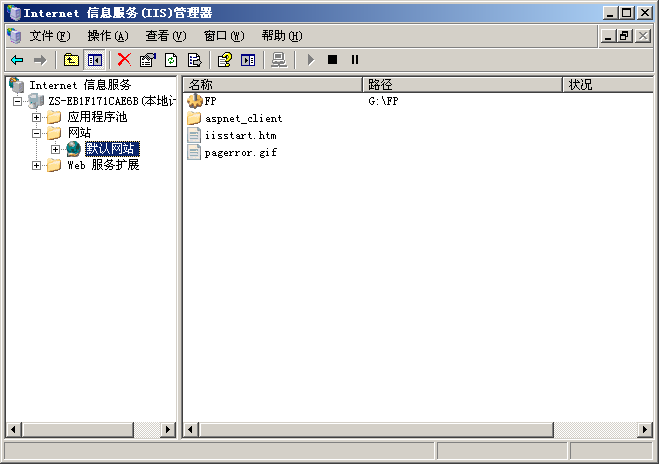 Internet 信息服务(IIS)管理器
文件(F) 操作(A) 查看(V) 窗口(W) 帮助(H)
Internet 信息服务
ZS-EB1F171CAE6B(本地计
应用程序池
网站
默认网站
Web 服务扩展
名称 路径 状况
FP G:\FP
aspnet_client
iisstart.htm
pagerror.gif